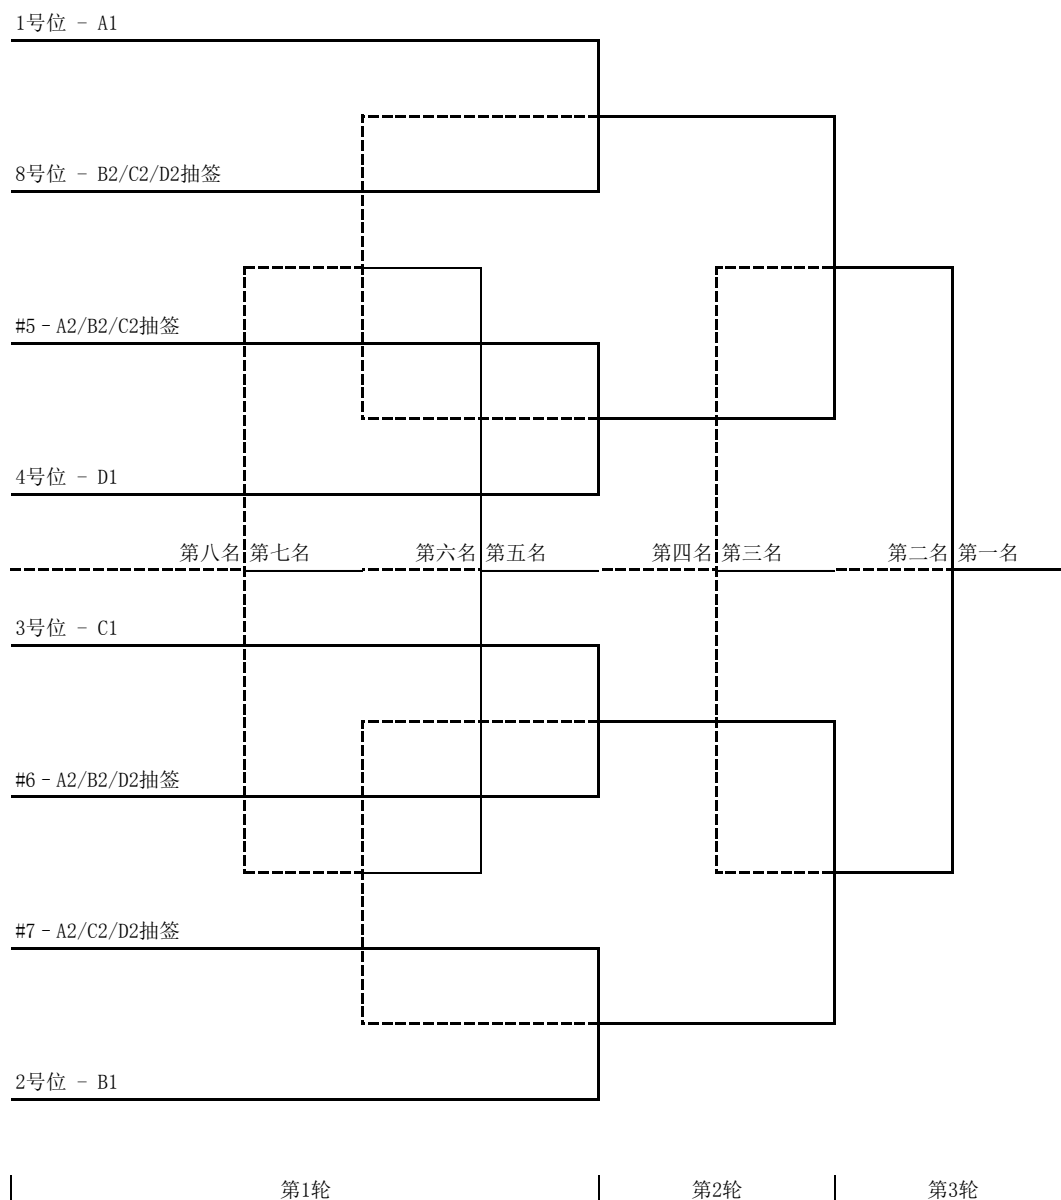 1号位 - A1
8号位 - B2/C2/D2抽签
#5-A2/B2/C2抽签
4号位 - D1
第八名 第七名 第六名 第五名 第四名 第三名 第二名 第一名
3号位 - C1
#6-A2/B2/D2抽签
#7-A2/C2/D2抽签
2号位 - B1
第1轮 第2轮 第3轮